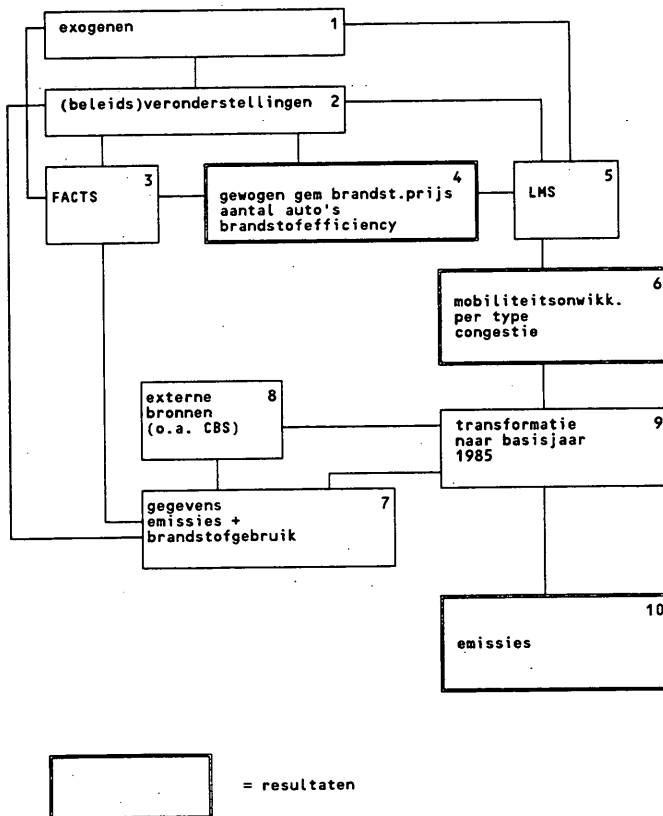 exogenen 1
(beleids)veronderstellingen 2
FACTS 3
gewogen gem brandst.prijs 4
aantal auto's
brandstofefficiency
LMS 5
mobiliteitsonwikk. 6
per type
congestie
externe 8
bronnen
(o.a. CBS)
transformatie 9
naar basisjaar
1985
gegevens 7
emissies +
brandstofgebruik
emissies 10
= resultaten